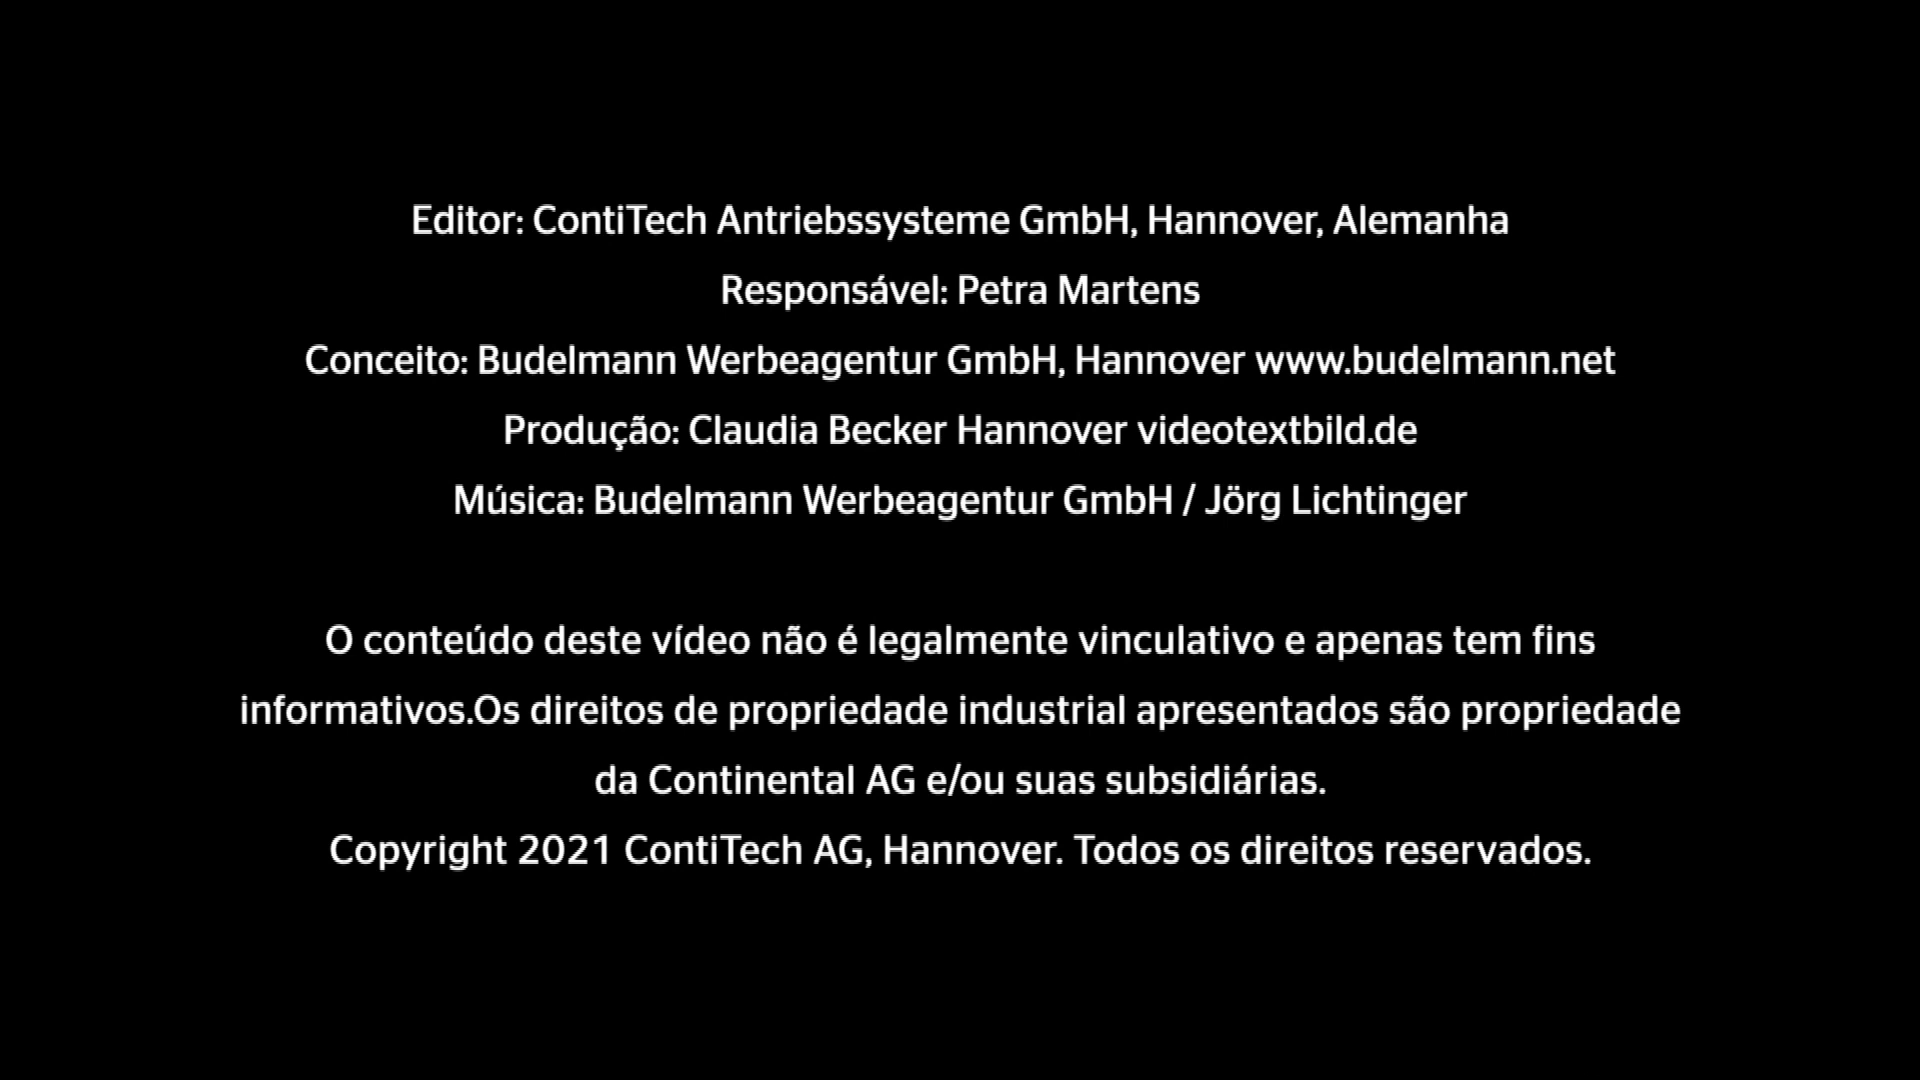 Editor: ContiTech Antriebssysteme GmbH, Hannover, Alemanha
Responsável: Petra Martens
Conceito: Budelmann Werbeagentur GmbH, Hannover www.budelmann.net
Produção: Claudia Becker Hannover videotextbild.de
Música: Budelmann Werbeagentur GmbH / Jörg Lichtinger
O conteúdo deste vídeo não é legalmente vinculativo e apenas tem fins
informativos.Os direitos de propriedade industrial apresentados são propriedade
da Continental AG e/ou suas subsidiárias.
Copyright 2021 ContiTech AG, Hannover. Todos os direitos reservados.